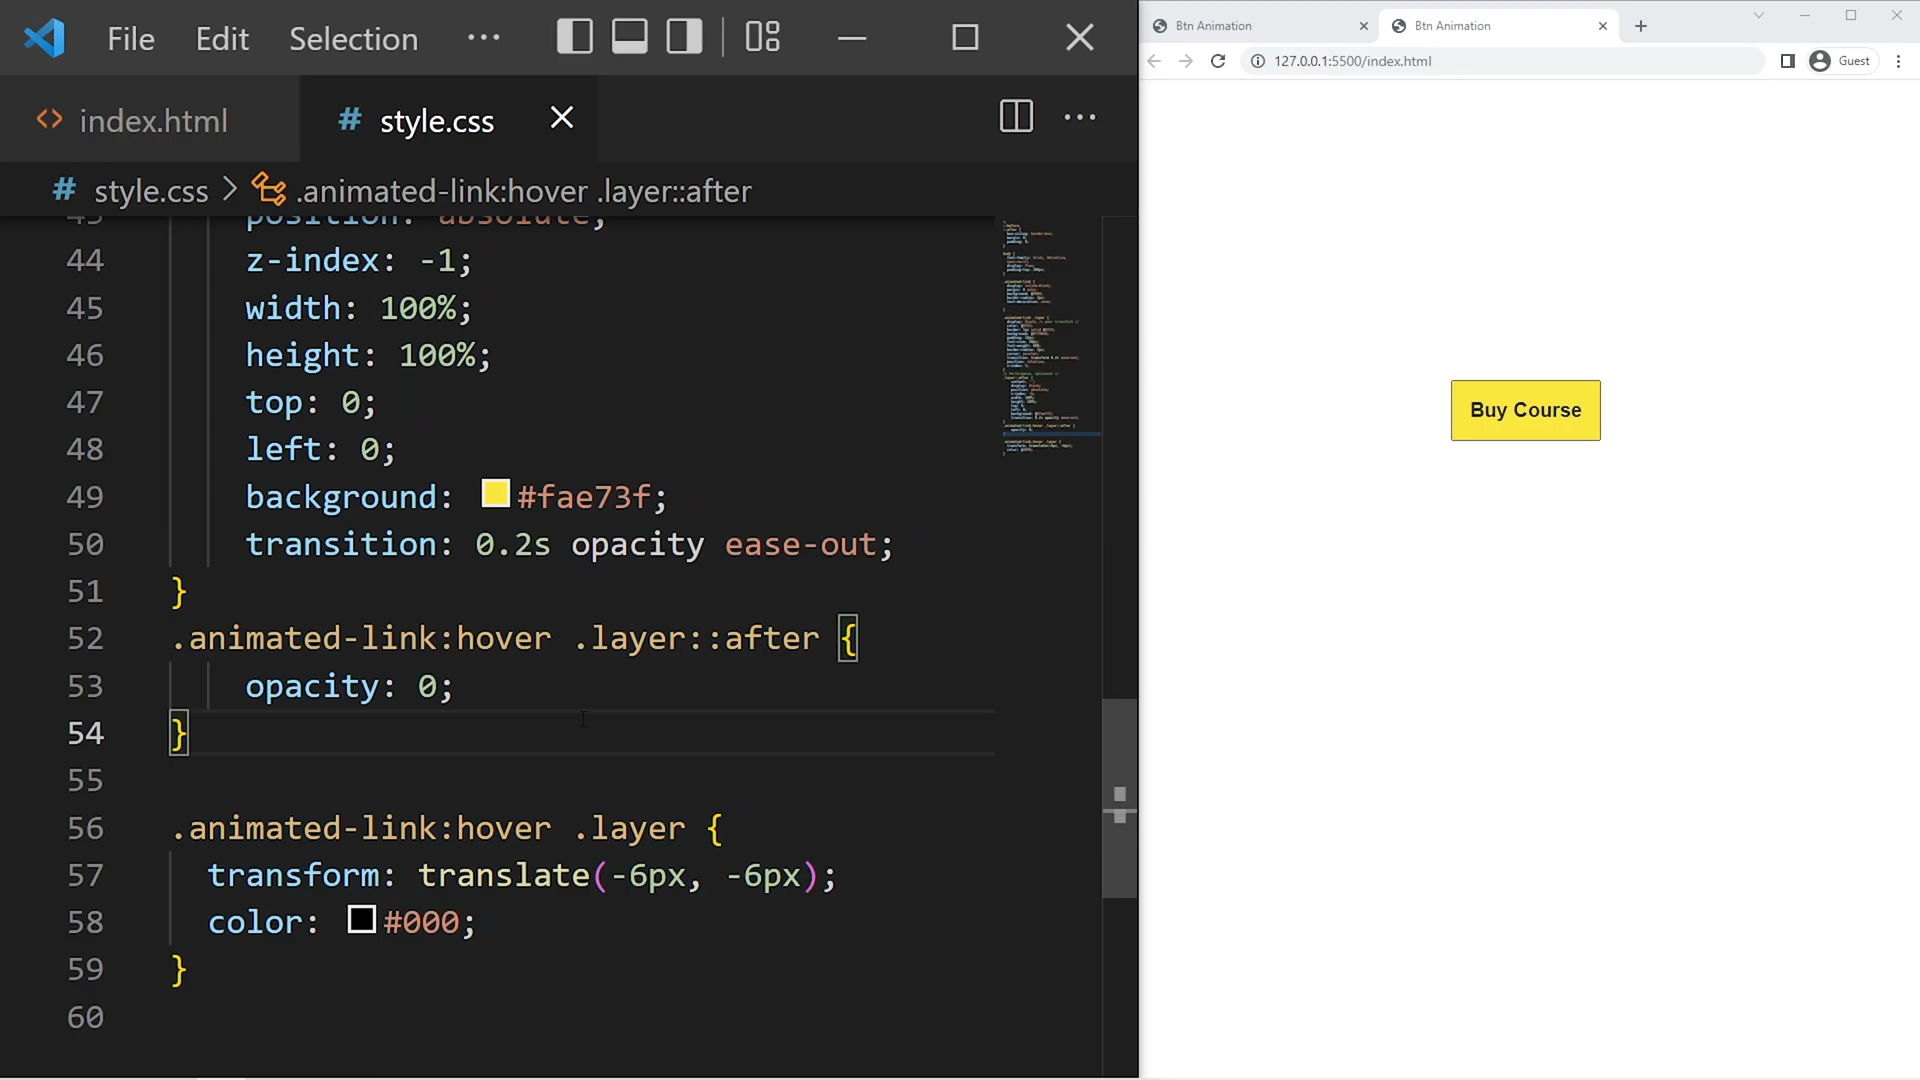 File Edit Selection ···
index.html
# style.css
# style.css > .animated-link:hover .layer::after
43 position: absolute;
44 z-index: -1;
45 width: 100%;
46 height: 100%;
47 top: 0;
48 left: 0;
49 background: #fae73f;
50 transition: 0.2s opacity ease-out;
51 }
52 .animated-link:hover .layer::after {
53 opacity: 0;
54 }
55
56 .animated-link:hover .layer {
57 transform: translate(-6px, -6px);
58 color: #000;
59 }
60
Btn Animation
Btn Animation
127.0.0.1:5500/index.html
Guest
Buy Course